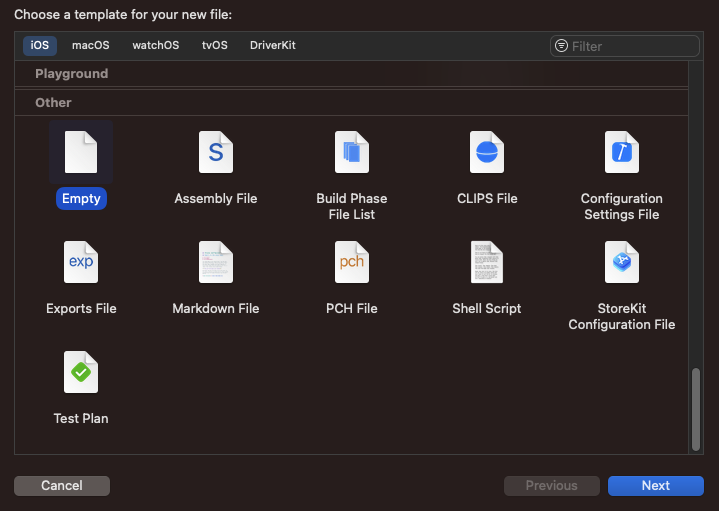 Choose a template for your new file:
iOS macOS watchOS tvOS DriverKit Filter
Playground
Other
Empty Assembly File Build Phase File List CLIPS File Configuration Settings File
S
exp pch
Exports File Markdown File PCH File Shell Script StoreKit Configuration File
Test Plan
Cancel Previous Next